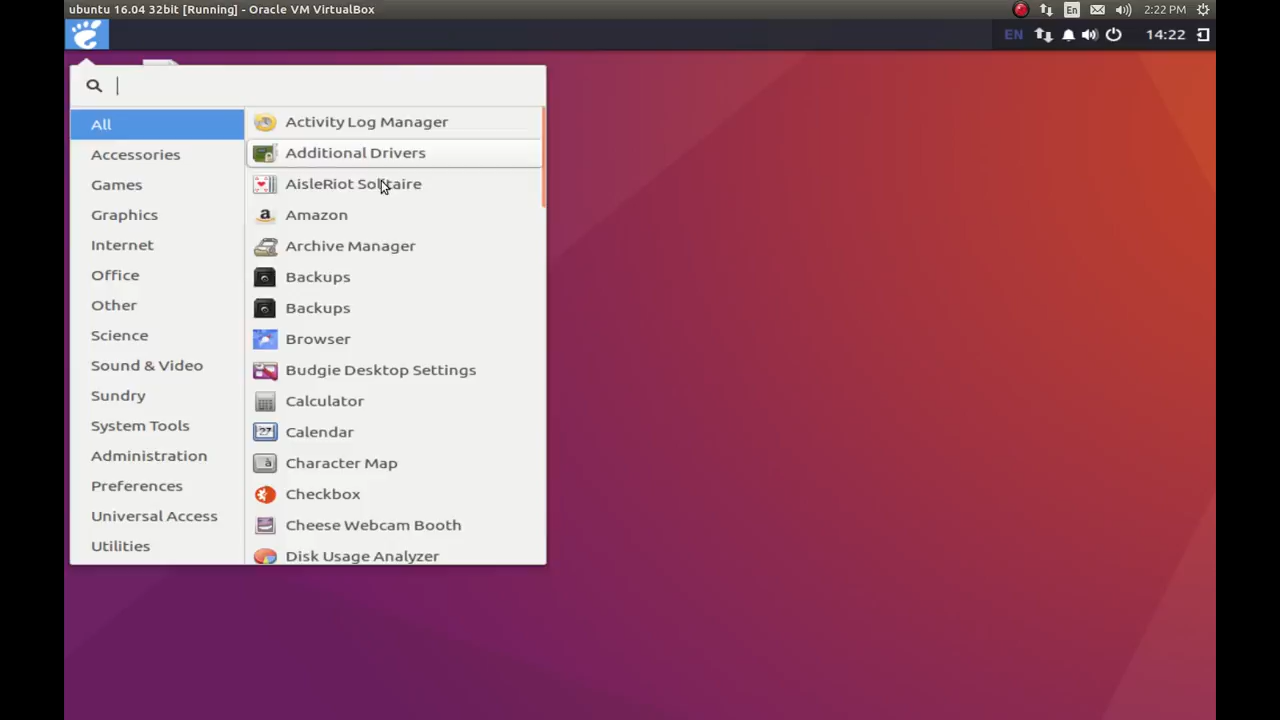 ubuntu 16.04 32bit [Running] - Oracle VM VirtualBox
En
2:22 PM
EN
14:22
All
Accessories
Games
Graphics
Internet
Office
Other
Science
Sound & Video
Sundry
System Tools
Administration
Preferences
Universal Access
Utilities
Activity Log Manager
Additional Drivers
AisleRiot Solitaire
Amazon
Archive Manager
Backups
Backups
Browser
Budgie Desktop Settings
Calculator
Calendar
Character Map
Checkbox
Cheese Webcam Booth
Disk Usage Analyzer